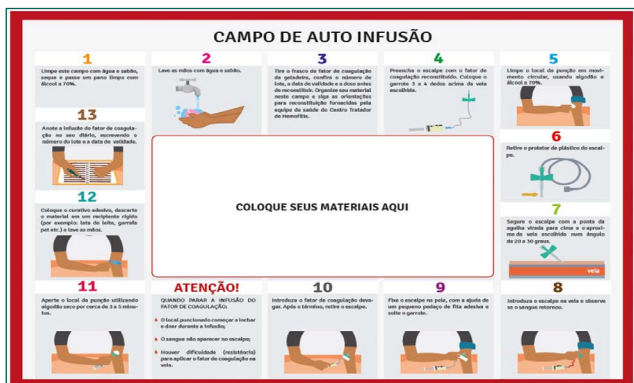 CAMPO DE AUTO INFUSÃO
1
Limpe este campo com água e sabão,
seque e passe um pano limpo com
álcool a 70%.
2
Lave as mãos com água e sabão.
3
Tire o frasco de fator de coagulação
da geladeira, confira o número de
lote, a data de validade e a dose antes
de reconstituir. Organize seu material
neste campo e siga as orientações
para reconstituição fornecidas pela
equipe de saúde do Centro Tratador
de Hemofilia.
4
Preencha o escalpe com o fator de
coagulação reconstituído. Coloque o
garrote 3 a 4 dedos acima da veia
escolhida.
5
Limpe o local da punção em movi-
mento circular, usando algodão e
álcool a 70%.
6
Retire o protetor de plástico do escal-
pe.
7
Segure o escalpe com a ponta da
agulha virada para cima e o aproxi-
me da veia escolhida num ângulo
de 20 a 30 graus.
veia
8
Introduza o escalpe na veia e observe
se o sangue retornou.
9
Fixe o escalpe na pele, com a ajuda de
um pequeno pedaço de fita adesiva e
solte o garrote.
10
Introduza o fator de coagulação deva-
gar. Após o término, retire o escalpe.
ATENÇÃO!
QUANDO PARAR A INFUSÃO DO
FATOR DE COAGULAÇÃO:
O local puncionado começar a inchar
e doer durante a infusão;
O sangue não aparecer no escalpe;
Houver dificuldade (resistência)
para aplicar o fator de coagulação na
veia.
11
Aperte o local da punção utilizando
algodão seco por cerca de 3 a 5 minu-
tos.
12
Coloque o curativo adesivo, descarte
o material em um recipiente rígido
(por exemplo: lata de leite, garrafa
pet etc.) e lave as mãos.
13
Anote a infusão do fator de coagula-
ção no seu diário, escrevendo o
número do lote e a data de validade.
COLOQUE SEUS MATERIAIS AQUI